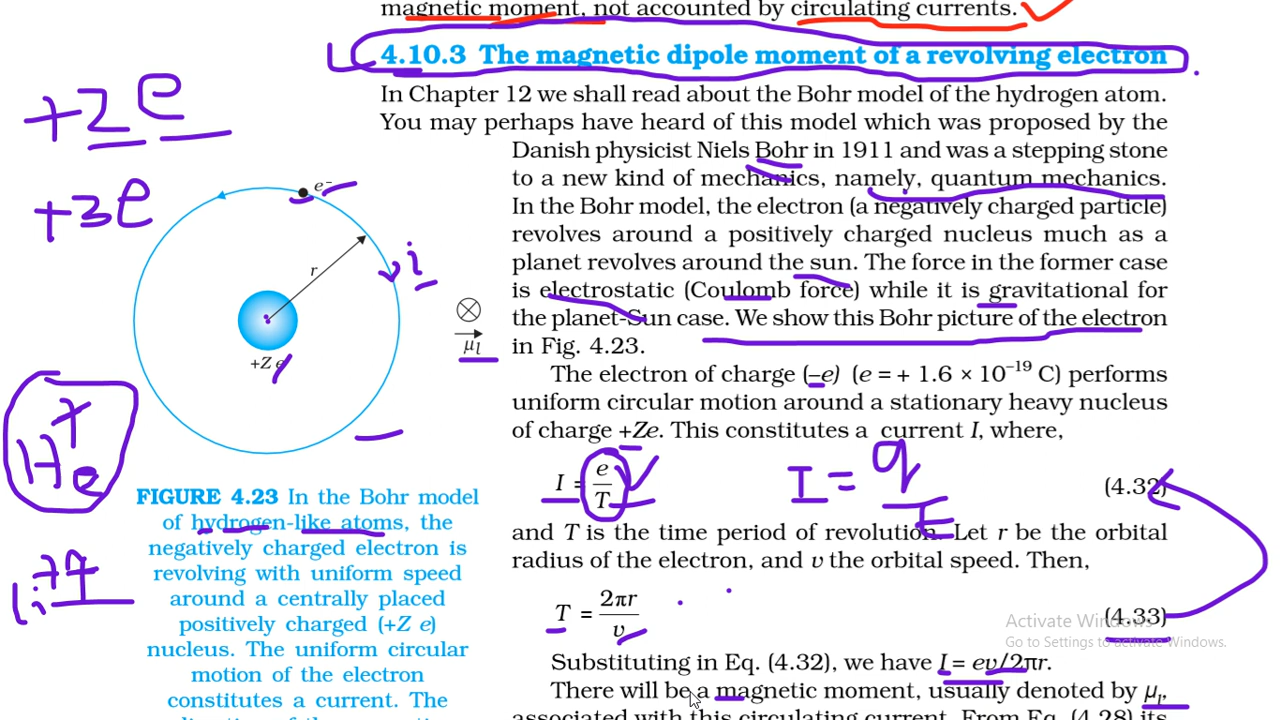 magnetic moment, not accounted by circulating currents.
4.10.3 The magnetic dipole moment of a revolving electron
In Chapter 12 we shall read about the Bohr model of the hydrogen atom.
You may perhaps have heard of this model which was proposed by the
Danish physicist Niels Bohr in 1911 and was a stepping stone
to a new kind of mechanics, namely, quantum mechanics.
In the Bohr model, the electron (a negatively charged particle)
revolves around a positively charged nucleus much as a
planet revolves around the sun. The force in the former case
is electrostatic (Coulomb force) while it is gravitational for
the planet-Sun case. We show this Bohr picture of the electron
in Fig. 4.23.
The electron of charge (–e) (e = + 1.6 × 10⁻¹⁹ C) performs
uniform circular motion around a stationary heavy nucleus
of charge +Ze. This constitutes a current I, where,
I = e/T
I = q/t
(4.32)
and T is the time period of revolution. Let r be the orbital
radius of the electron, and v the orbital speed. Then,
T = 2πr/v
(4.33)
Substituting in Eq. (4.32), we have I = ev/2πr.
There will be a magnetic moment, usually denoted by μₗ,
associated with this circulating current. From Eq. (4.28) its
+2e
+3e
e⁻
r
i
+Z e
μₗ
He⁺
Li⁺⁺
FIGURE 4.23 In the Bohr model
of hydrogen-like atoms, the
negatively charged electron is
revolving with uniform speed
around a centrally placed
positively charged (+Z e)
nucleus. The uniform circular
motion of the electron
constitutes a current. The
Activate Windows
Go to Settings to activate Windows.